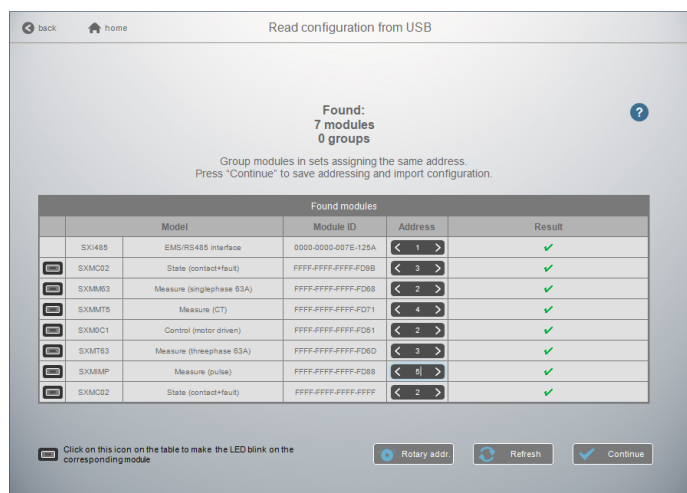 back home Read configuration from USB
Found:
7 modules
0 groups
?
Group modules in sets assigning the same address.
Press "Continue" to save addressing and import configuration.
Found modules
Model Module ID Address Result
SXI485 EMS/RS485 interface 0000-0000-007E-125A 1
SXMC02 State (contact+fault) FFFF-FFFF-FFFF-FD9B 3
SXMM63 Measure (singlephase 63A) FFFF-FFFF-FFFF-FD68 2
SXMMT5 Measure (CT) FFFF-FFFF-FFFF-FD71 4
SXM0C1 Control (motor driven) FFFF-FFFF-FFFF-FD51 2
SXMT63 Measure (threephase 63A) FFFF-FFFF-FFFF-FD6D 3
SXMIMP Measure (pulse) FFFF-FFFF-FFFF-FD88 5
SXMC02 State (contact+fault) FFFF-FFFF-FFFF-FFFF 2
Click on this icon on the table to make the LED blink on the
corresponding module
Rotary addr. Refresh Continue